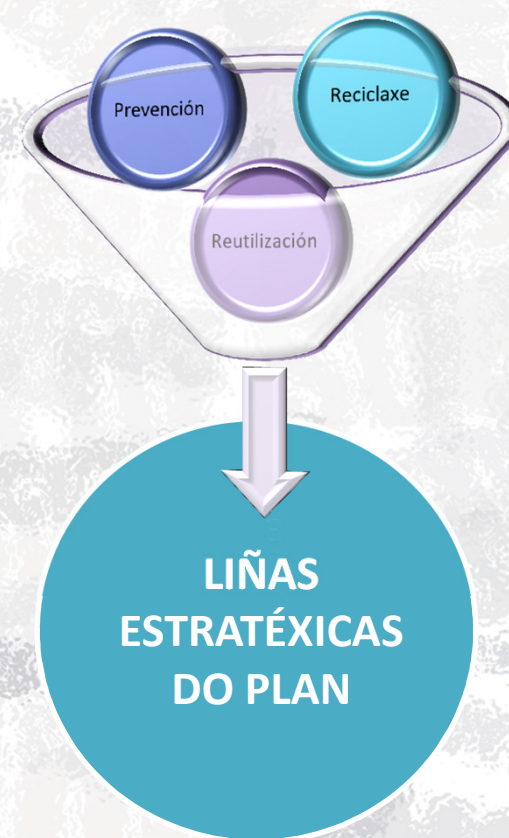 Prevención
Reciclaxe
Reutilización
LIÑAS
ESTRATÉXICAS
DO PLAN